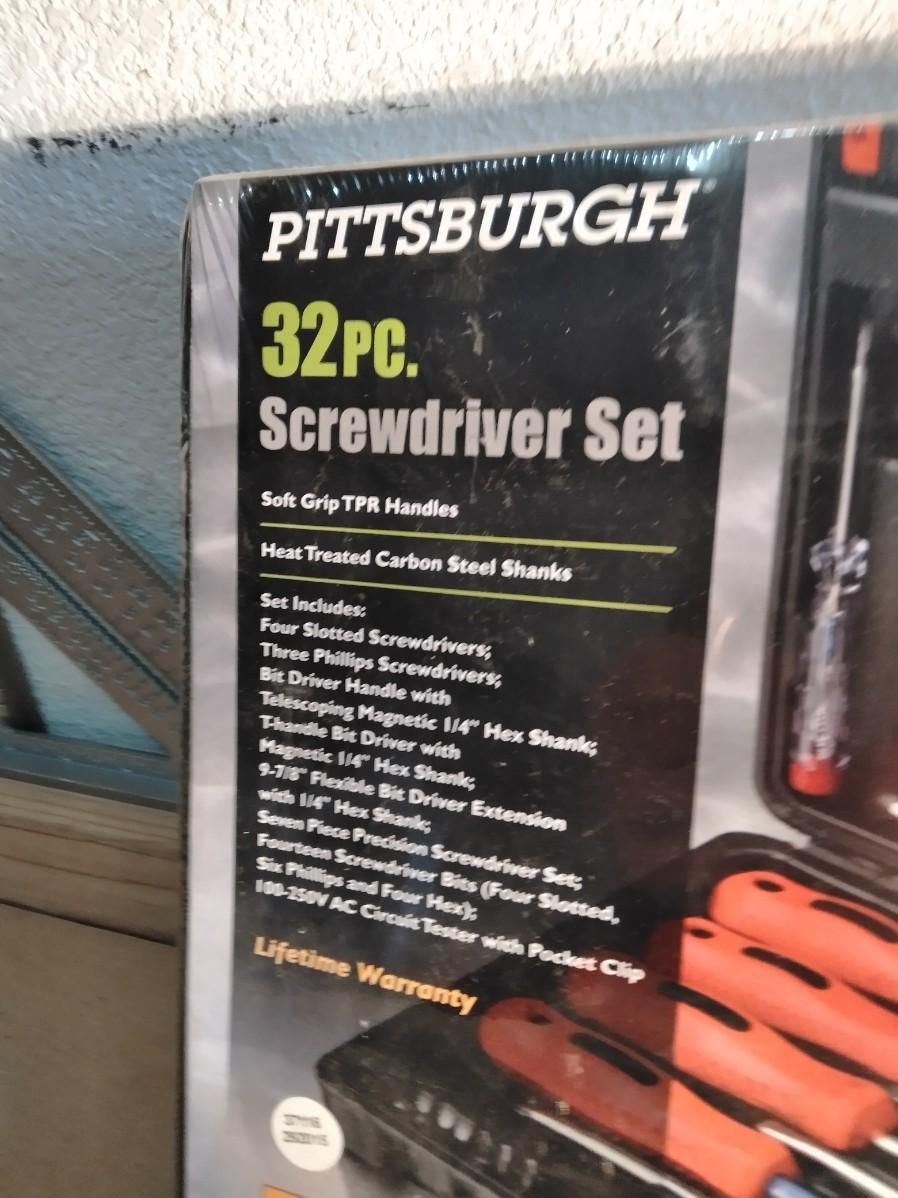 PITTSBURGH®
32 PC.
Screwdriver Set
Soft Grip TPR Handles
Heat Treated Carbon Steel Shanks
Set Includes:
Four Slotted Screwdrivers;
Three Phillips Screwdrivers;
Bit Driver Handle with
Telescoping Magnetic 1/4" Hex Shank;
T-handle Bit Driver with
Magnetic 1/4" Hex Shank;
9-7/8" Flexible Bit Driver Extension
with 1/4" Hex Shank;
Seven Piece Precision Screwdriver Set;
Fourteen Screwdriver Bits (Four Slotted,
Six Phillips and Four Hex);
100-250V AC Circuit Tester with Pocket Clip
Lifetime Warranty